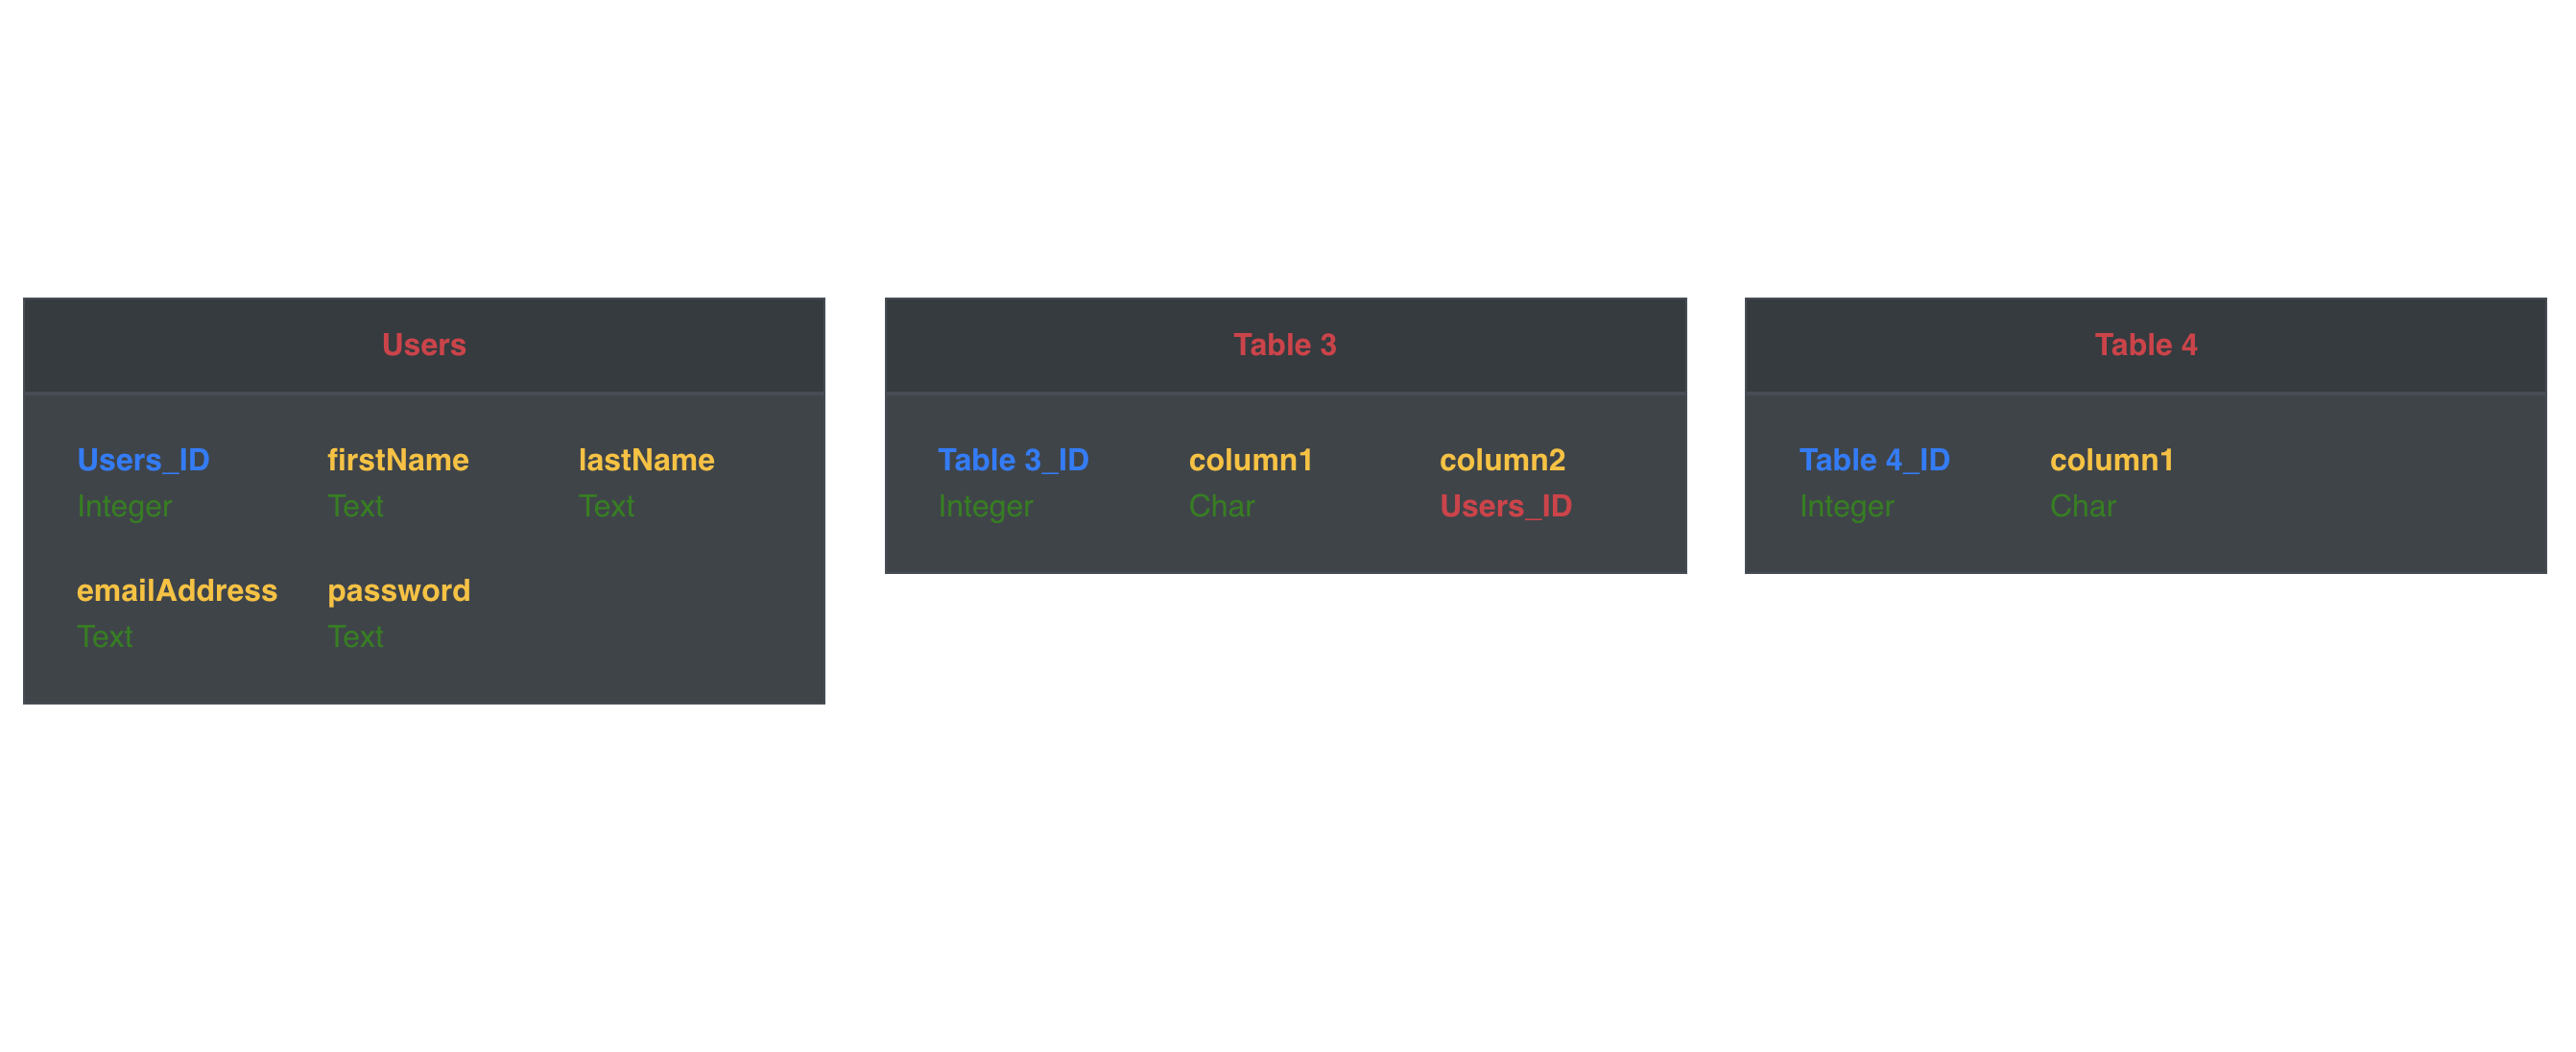 Users
Users_ID firstName lastName
Integer Text Text
emailAddress password
Text Text
Table 3
Table 3_ID column1 column2
Integer Char Users_ID
Table 4
Table 4_ID column1
Integer Char